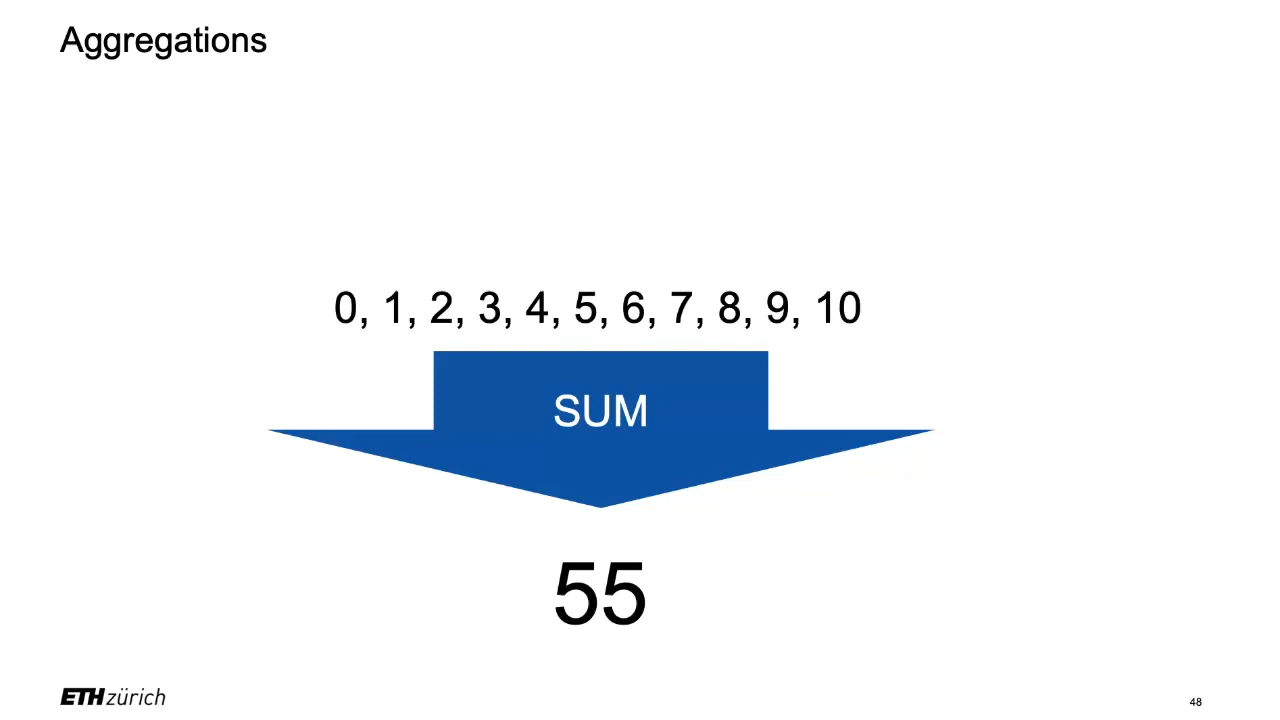 Aggregations
0, 1, 2, 3, 4, 5, 6, 7, 8, 9, 10
SUM
55
ETH zürich
48